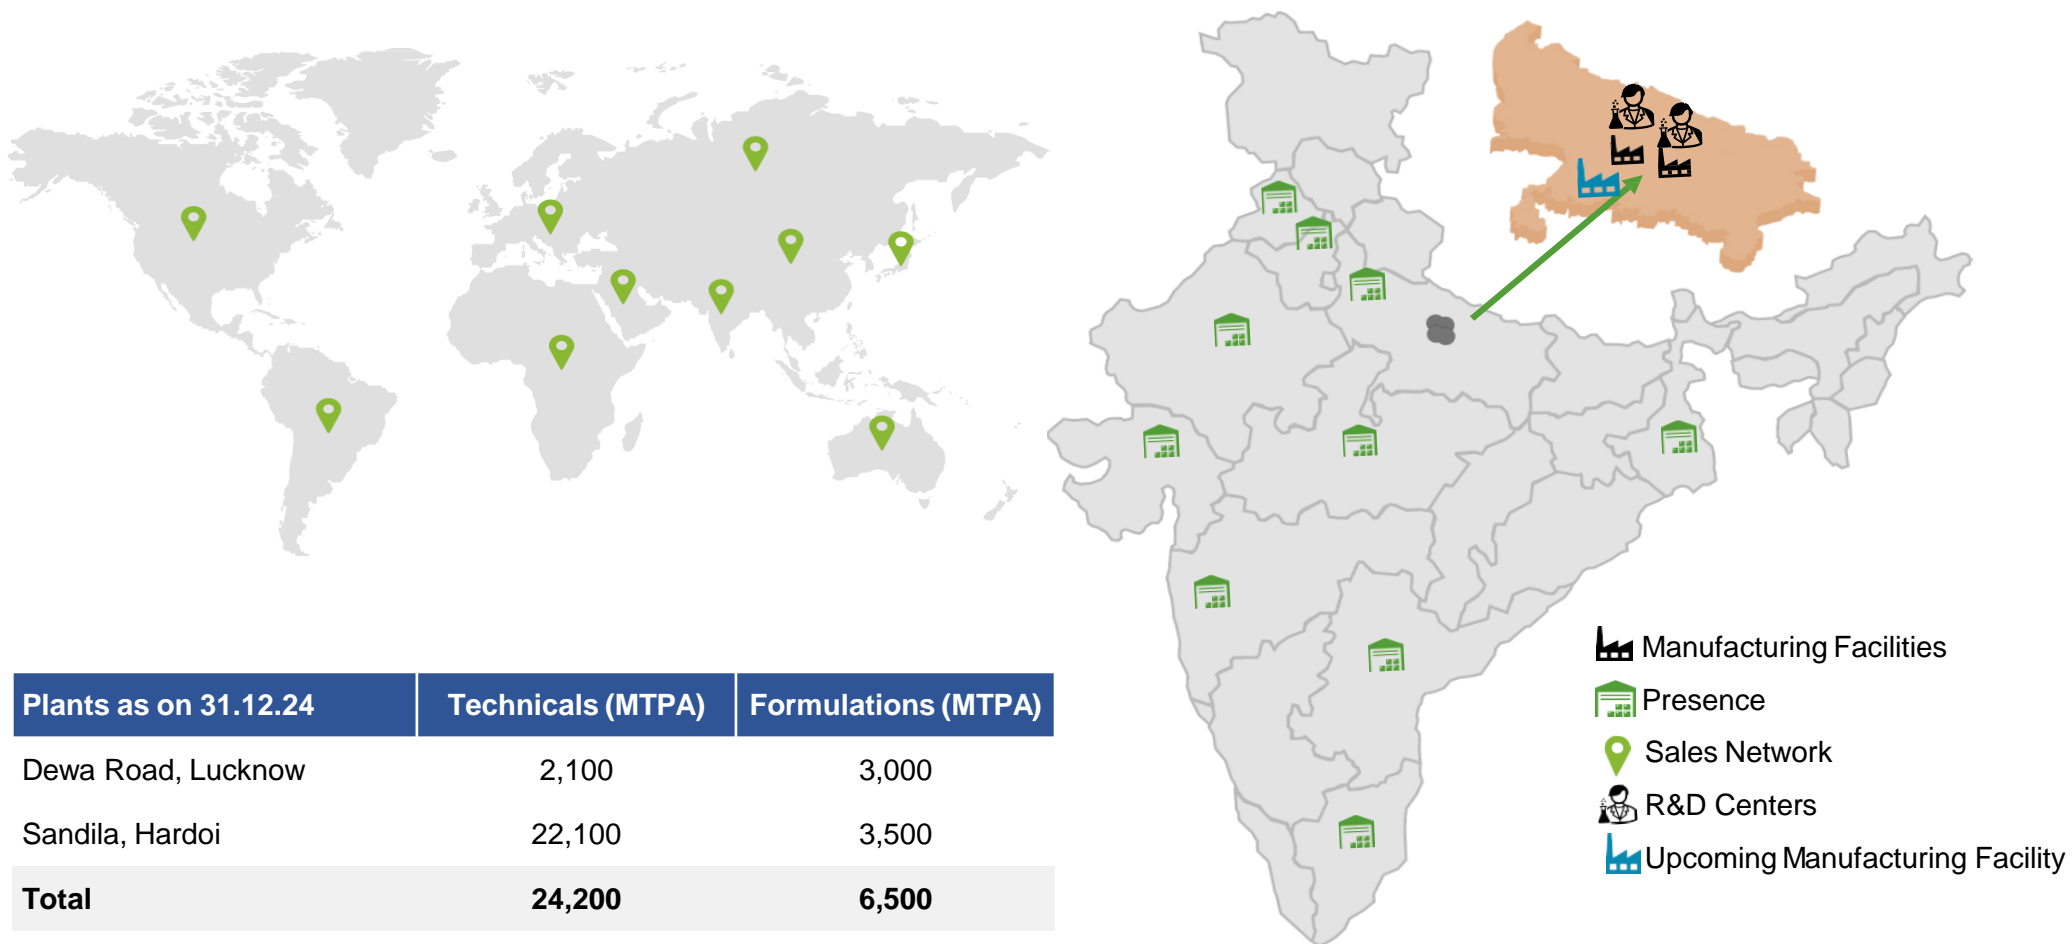 Plants as on 31.12.24 Technicals (MTPA) Formulations (MTPA)
Dewa Road, Lucknow 2,100 3,000
Sandila, Hardoi 22,100 3,500
Total 24,200 6,500
Manufacturing Facilities
Presence
Sales Network
R&D Centers
Upcoming Manufacturing Facility